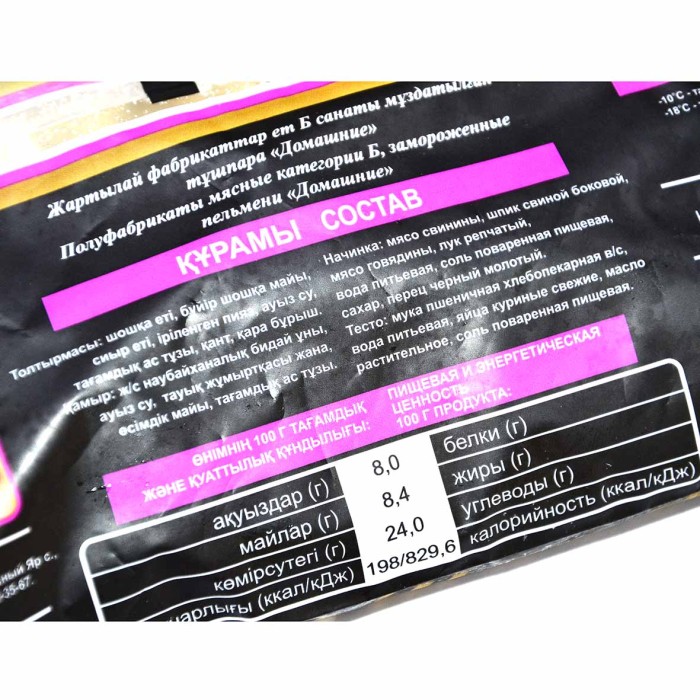 Жартылай фабрикаттар ет Б санаты мұздатылған
тұшпара «Домашние»
Полуфабрикаты мясные категории Б, замороженные
пельмени «Домашние»
ҚҰРАМЫ СОСТАВ
Толтырмасы: шошқа еті, бүйір шошқа майы,
сиыр еті, іріленген пияз, ауыз су,
тағамдық ас тұзы, қант, қара бұрыш.
Қамыр: ж/с наубайханалық бидай ұны,
ауыз су, тауық жұмыртқасы жаңа,
өсімдік майы, тағамдық ас тұзы.
Начинка: мясо свинины, шпик свиной боковой,
мясо говядины, лук репчатый,
вода питьевая, соль поваренная пищевая,
сахар, перец черный молотый.
Тесто: мука пшеничная хлебопекарная в/с,
вода питьевая, яйца куриные свежие, масло
растительное, соль поваренная пищевая.
ӨНІМНІҢ 100 Г ТАҒАМДЫҚ
ЖӘНЕ ҚУАТТЫЛЫҚ ҚҰНДЫЛЫҒЫ:
ПИЩЕВАЯ И ЭНЕРГЕТИЧЕСКАЯ
ЦЕННОСТЬ
100 Г ПРОДУКТА:
ақуыздар (г) 8,0 белки (г)
майлар (г) 8,4 жиры (г)
көмірсутегі (г) 24,0 углеводы (г)
(ккал/кДж) 198/829,6 калорийность (ккал/кДж)
-10°C -
-18°C -
Яр с.,
-35-67.